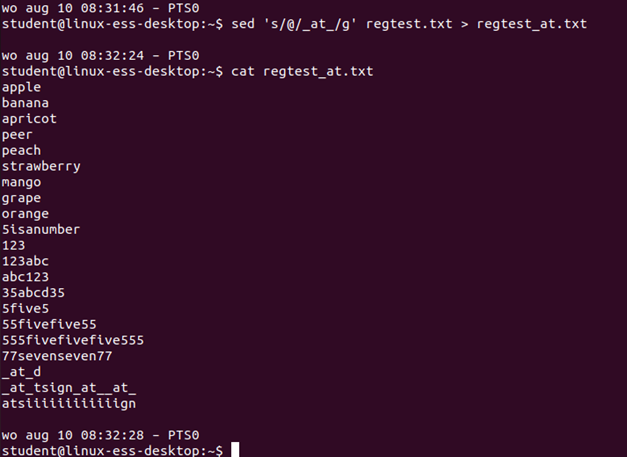 wo aug 10 08:31:46 – PTS0
student@linux-ess-desktop:~$ sed 's/@/_at_/g' regtest.txt > regtest_at.txt
wo aug 10 08:32:24 – PTS0
student@linux-ess-desktop:~$ cat regtest_at.txt
apple
banana
apricot
peer
peach
strawberry
mango
grape
orange
5isanumber
123
123abc
abc123
35abcd35
5five5
55fivefive55
555fivefivefive555
77sevenseven77
_at_d
_at_tsign_at__at_
atsiiiiiiiiiiign
wo aug 10 08:32:28 – PTS0
student@linux-ess-desktop:~$